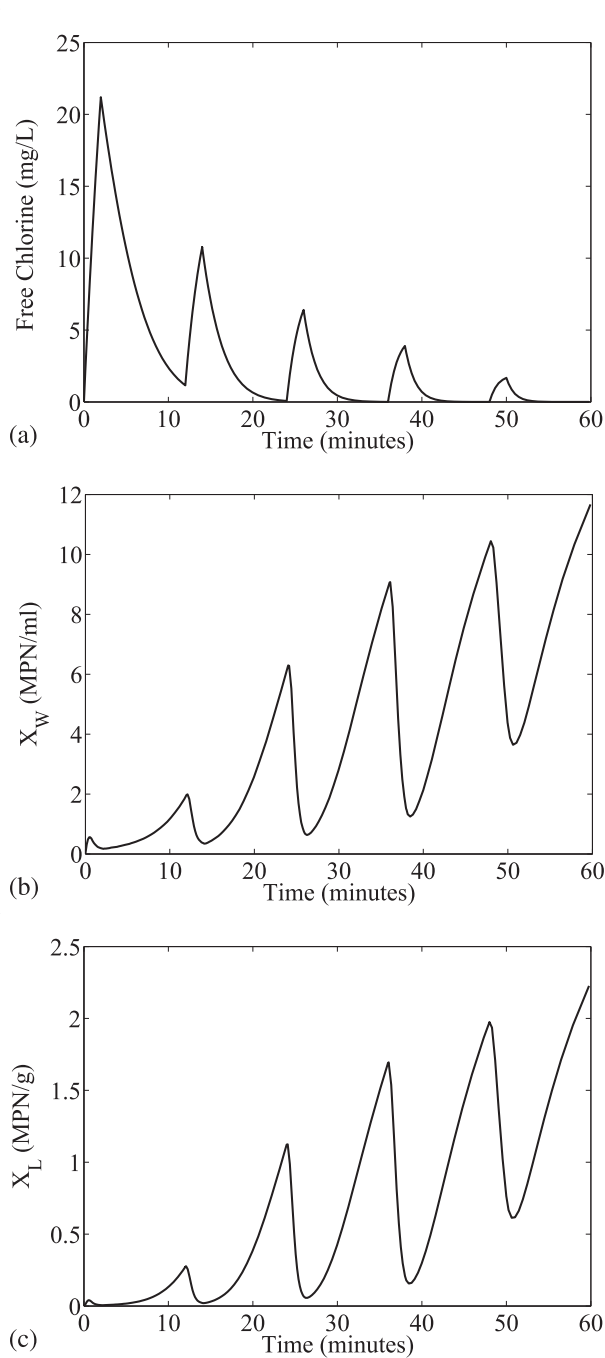 25
20
15
10
5
0
Free Chlorine (mg/L)
0 10 20 30 40 50 60
Time (minutes)
(a)
12
10
8
6
4
2
0
X_W (MPN/ml)
0 10 20 30 40 50 60
Time (minutes)
(b)
2.5
2
1.5
1
0.5
0
X_L (MPN/g)
0 10 20 30 40 50 60
Time (minutes)
(c)